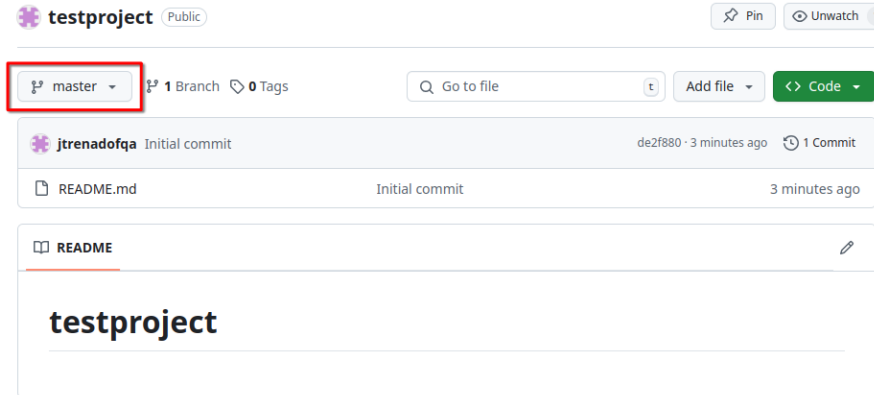 testproject Public Pin Unwatch
master 1 Branch 0 Tags Go to file t Add file Code
jtrenadofqa Initial commit de2f880 · 3 minutes ago 1 Commit
README.md Initial commit 3 minutes ago
README
testproject